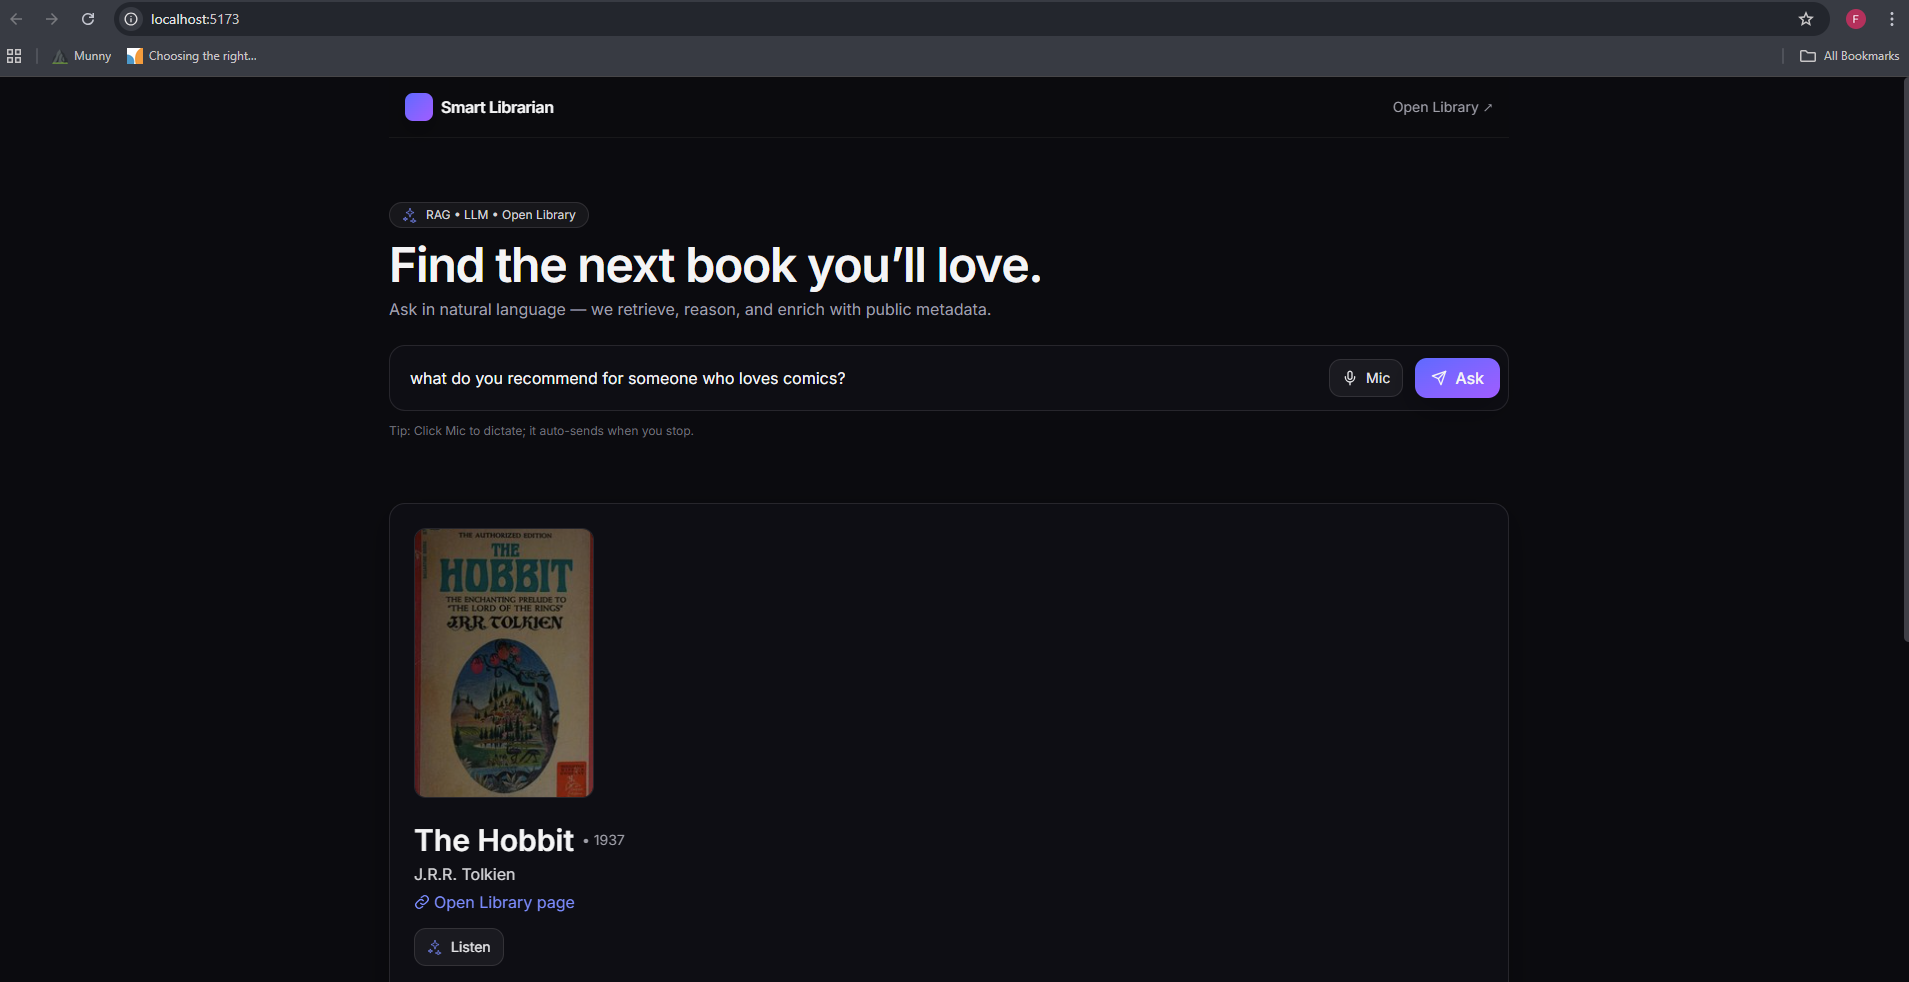 localhost:5173
F
Munny
Choosing the right...
All Bookmarks
Smart Librarian
Open Library ↗
RAG • LLM • Open Library
Find the next book you’ll love.
Ask in natural language — we retrieve, reason, and enrich with public metadata.
what do you recommend for someone who loves comics?
Mic
Ask
Tip: Click Mic to dictate; it auto-sends when you stop.
THE AUTHORIZED EDITION
THE
HOBBIT
THE ENCHANTING PRELUDE TO
"THE LORD OF THE RINGS"
J.R.R. TOLKIEN
The Hobbit • 1937
J.R.R. Tolkien
Open Library page
Listen